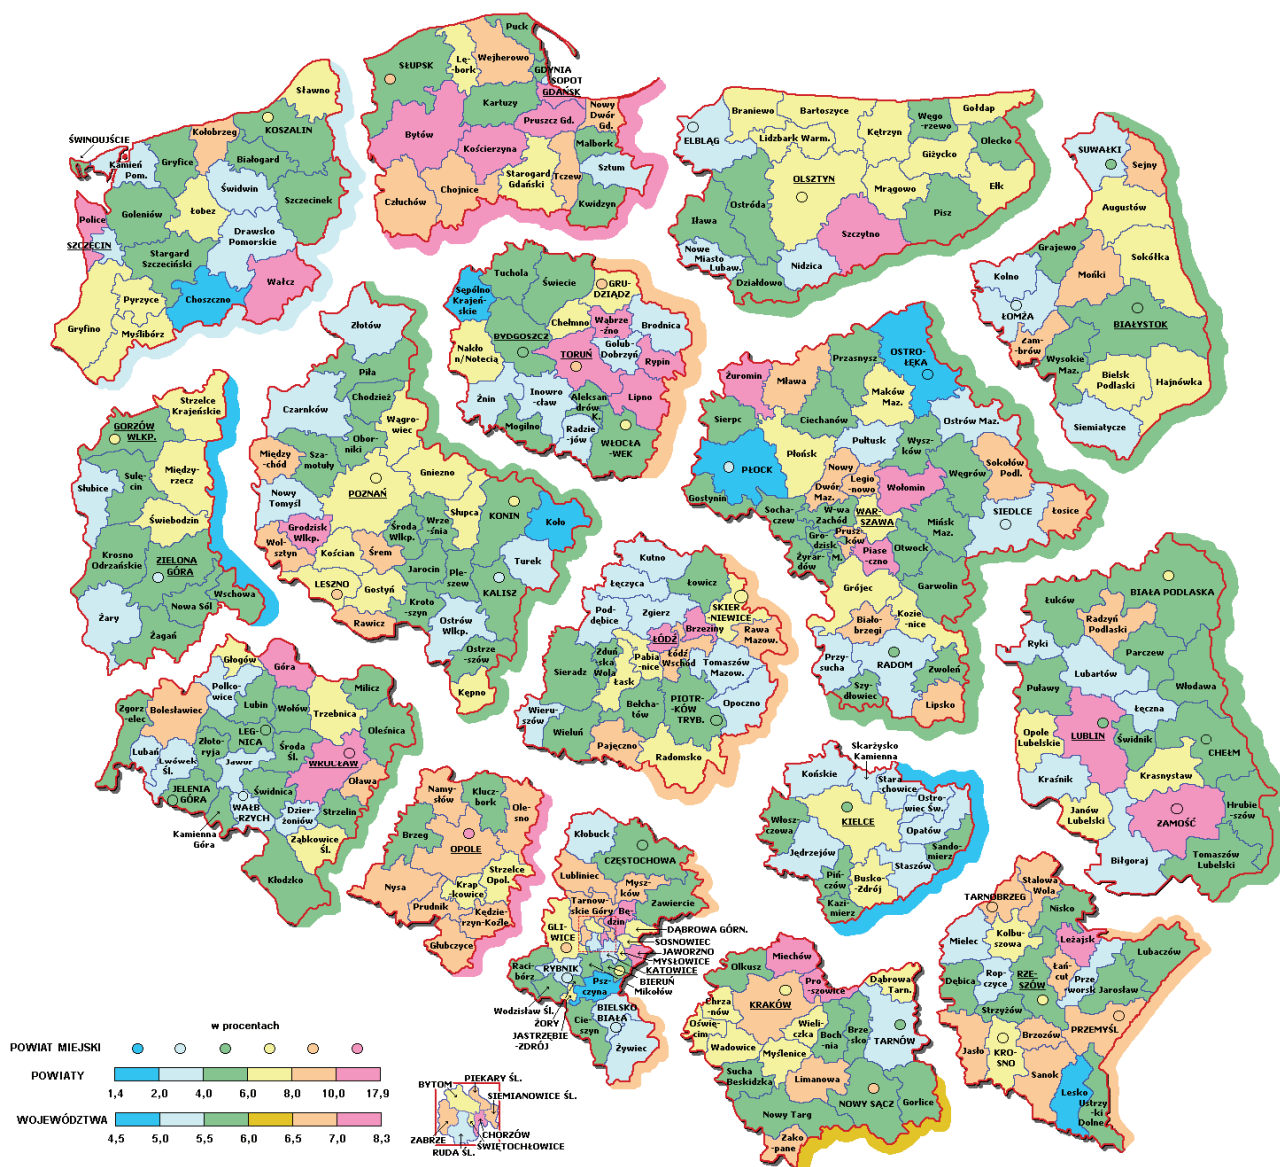 Sławno
ŚWINOUJŚCIE
Kołobrzeg
KOSZALIN
Kamień
Pom.
Gryfice
Białogard
Świdwin
Szczecinek
Goleniów
Łobez
Police
SZCZECIN
Drawsko
Pomorskie
Stargard
Szczeciński
Wałcz
Choszczno
Pyrzyce
Gryfino
Myślibórz
Puck
SŁUPSK
Lę-
-bork
Wejherowo
GDYNIA
SOPOT
GDAŃSK
Kartuzy
Nowy
Dwór Gd.
Bytów
Pruszcz Gd.
Kościerzyna
Malbork
Sztum
Starogard
Gdański
Tczew
Chojnice
Człuchów
Kwidzyn
Braniewo
Bartoszyce
Węgo
-rzewo
Gołdap
ELBLĄG
Lidzbark Warm.
Kętrzyn
Olecko
Giżycko
OLSZTYN
Mrągowo
Ełk
Ostróda
Pisz
Iława
Szczytno
Nowe
Miasto
Lubaw.
Nidzica
Działdowo
SUWAŁKI
Sejny
Augustów
Grajewo
Sokółka
Kolno
Mońki
ŁOMŻA
BIAŁYSTOK
Zam-
-brów
Wysokie
Maz.
Bielsk
Podlaski
Hajnówka
Siemiatycze
Tuchola
Świecie
GRU-
DZIĄDZ
Sępólno
Krajeń-
skie
Chełmno
Wąbrze-
-źno
Brodnica
BYDGOSZCZ
Golub-
Dobrzyń
Nakło
n/Notecią
TORUŃ
Rypin
Żnin
Inowro
-cław
Aleksan-
drów
K.
Lipno
Mogilno
Radzie
-jów
WŁOCŁA
-WEK
Złotów
Piła
Czarnków
Chodzież
Wągro-
wiec
Obor-
niki
Między
-chód
Sza-
motuły
Gniezno
POZNAŃ
Nowy
Tomyśl
Słupca
KONIN
Koło
Grodzisk
Wlkp.
Środa
Wlkp.
Wrze-
-śnia
Wol-
sztyn
Kościan
Śrem
Turek
Jarocin
Ple-
szew
LESZNO
Gostyń
KALISZ
Kroto-
szyn
Rawicz
Ostrów
Wlkp.
Ostrze-
szów
Kępno
Strzelce
Krajeńskie
GORZÓW
WLKP.
Między-
rzecz
Sulę-
cin
Słubice
Świebodzin
Krosno
Odrzańskie
ZIELONA
GÓRA
Wschowa
Nowa Sól
Żary
Żagań
OSTRO-
ŁĘKA
Przasnysz
Żuromin
Mława
Maków
Maz.
Ciechanów
Sierpc
Ostrów Maz.
Pułtusk
Wysz-
ków
Płońsk
PŁOCK
Węgrów
Sokołów
Podl.
Nowy
Dwór
Maz.
Legio
-nowo
Wołomin
Gostynin
Socha-
czew
W-wa
Zachód
WAR-
SZAWA
SIEDLCE
Łosice
Mińsk
Maz.
Prusz-
ków
Gro-
dzisk
M.
Otwock
Żyrar-
dów
Piase
-czno
Garwolin
Grójec
Kozie
-nice
Biało-
brzegi
RADOM
Przy-
sucha
Zwoleń
Szy-
dłowiec
Lipsko
BIAŁA PODLASKA
Łuków
Radzyń
Podlaski
Ryki
Parczew
Lubartów
Włodawa
Puławy
Łęczna
Opole
Lubelskie
LUBLIN
Świdnik
CHEŁM
Krasnystaw
Kraśnik
Janów
Lubelski
Hrubie-
szów
ZAMOŚĆ
Biłgoraj
Tomaszów
Lubelski
Kutno
Łęczyca
Łowicz
Pod-
dębice
Zgierz
SKIER
NIEWICE
Brzeziny
ŁÓDŹ
Rawa
Mazow.
Zduń
ska
Wola
Pabia
-nice
Łódź
Wschód
Sieradz
Tomaszów
Mazow.
Łask
Wieru-
szów
Bełcha-
tów
PIOTR-
KÓW
TRYB.
Opoczno
Wieluń
Pajęczno
Radomsko
Głogów
Góra
Polko-
wice
Milicz
Zgorz
-elec
Bolesławiec
Lubin
Wołów
Trzebnica
LEG-
NICA
Oleśnica
Lubań
Złoto-
ryja
Środa
Śl.
Lwówek
Śl.
Jawor
WROCŁAW
Oława
JELENIA
GÓRA
Świdnica
WAŁB
RZYCH
Dzier-
żoniów
Strzelin
Kamienna
Góra
Ząbkowice
Śl.
Kłodzko
Namy-
słów
Klucz-
bork
Ole-
sno
Brzeg
OPOLE
Strzelce
Opol.
Nysa
Krap
-kowice
Prudnik
Kędzie-
rzyn-Koźle
Głubczyce
Kłobuck
CZĘSTOCHOWA
Lubliniec
Mysz-
ków
Zawiercie
Tarnow-
skie Góry
Bę-
dzin
GLI-
WICE
DĄBROWA GÓRN.
SOSNOWIEC
JAWORZNO
MYSŁOWICE
KATOWICE
BIERUŃ
Mikołów
Raci-
bórz
RYBNIK
Psz-
czyna
Wodzisław Śl.
ŻORY
JASTRZĘBIE
-ZDRÓJ
BIELSKO
BIAŁA
Cie-
szyn
Żywiec
Skarżysko
Kamienna
Końskie
Stara
chowice
Ostro-
wiec Św.
Włosz-
czowa
KIELCE
Opatów
Jędrzejów
Sando-
mierz
Staszów
Piń-
czów
Busko-
Zdrój
Kazi-
mierz
Miechów
Olkusz
Pro-
szowice
Dąbrowa
Tarn.
Chrza
-nów
KRAKÓW
Oświę-
cim
Wieli-
czka
Boch-
nia
Brze-
sko
TARNÓW
Wadowice
Myślenice
Sucha
Beskidzka
Limanowa
NOWY SĄCZ
Gorlice
Nowy Targ
Zako
-pane
Stalowa
Wola
TARNOBRZEG
Nisko
Mielec
Kolbu-
szowa
Leżajsk
Lubaczów
Dębica
Rop-
czyce
RZE-
SZÓW
Łań-
cut
Prze
-worsk
Jarosław
Strzyżów
PRZEMYŚL
Jasło
KRO-
SNO
Brzozów
Sanok
Lesko
Ustrzy
-ki
Dolne
w procentach
POWIAT MIEJSKI
POWIATY
1,4 2,0 4,0 6,0 8,0 10,0 17,9
WOJEWÓDZTWA
4,5 5,0 5,5 6,0 6,5 7,0 8,3
PIEKARY ŚL.
BYTOM
SIEMIANOWICE ŚL.
ZABRZE
CHORZÓW
ŚWIĘTOCHŁOWICE
RUDA ŚL.